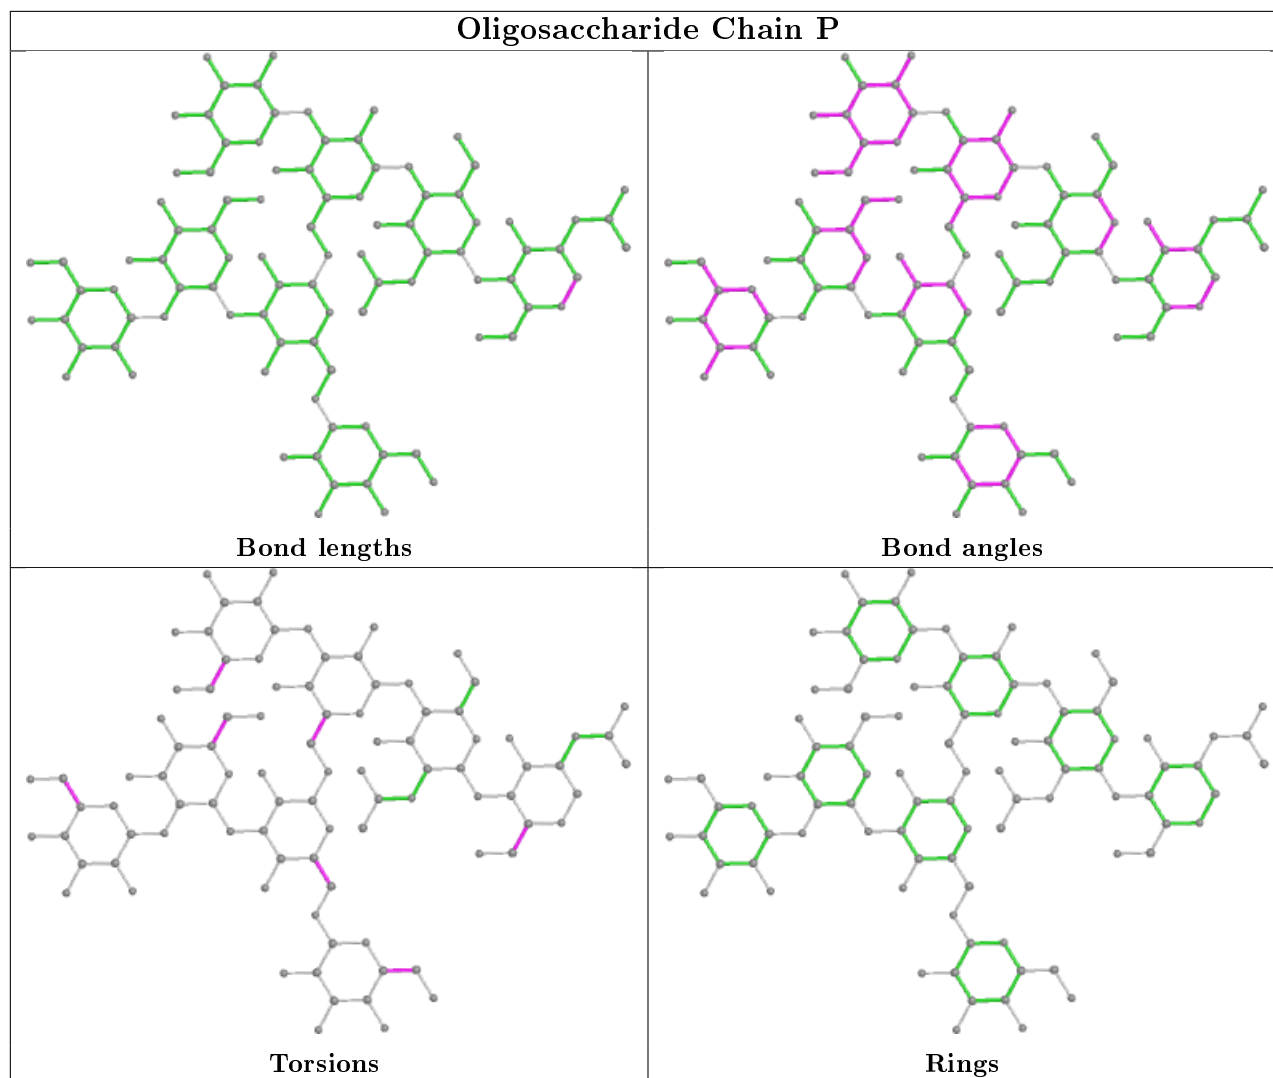 Oligosaccharide Chain P
Bond lengths
Bond angles
Torsions
Rings